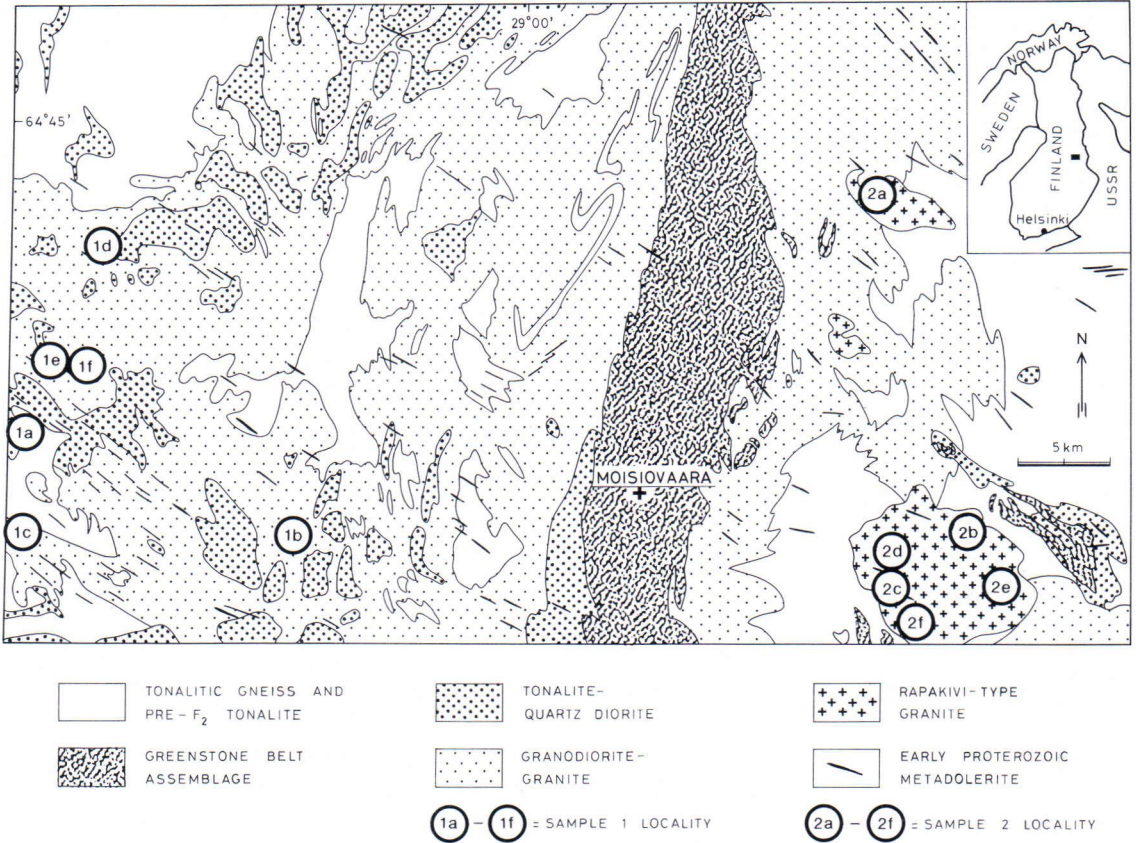 29°00'
64°45'
NORWAY
SWEDEN
FINLAND
USSR
Helsinki
2a
1d
N
1e
1f
1a
5 km
MOISIOVAARA
1c
1b
2b
2d
2c
2e
2f
TONALITIC GNEISS AND
PRE-F₂ TONALITE
TONALITE-
QUARTZ DIORITE
RAPAKIVI-TYPE
GRANITE
GREENSTONE BELT
ASSEMBLAGE
GRANODIORITE-
GRANITE
EARLY PROTEROZOIC
METADOLERITE
1a - 1f = SAMPLE 1 LOCALITY
2a - 2f = SAMPLE 2 LOCALITY